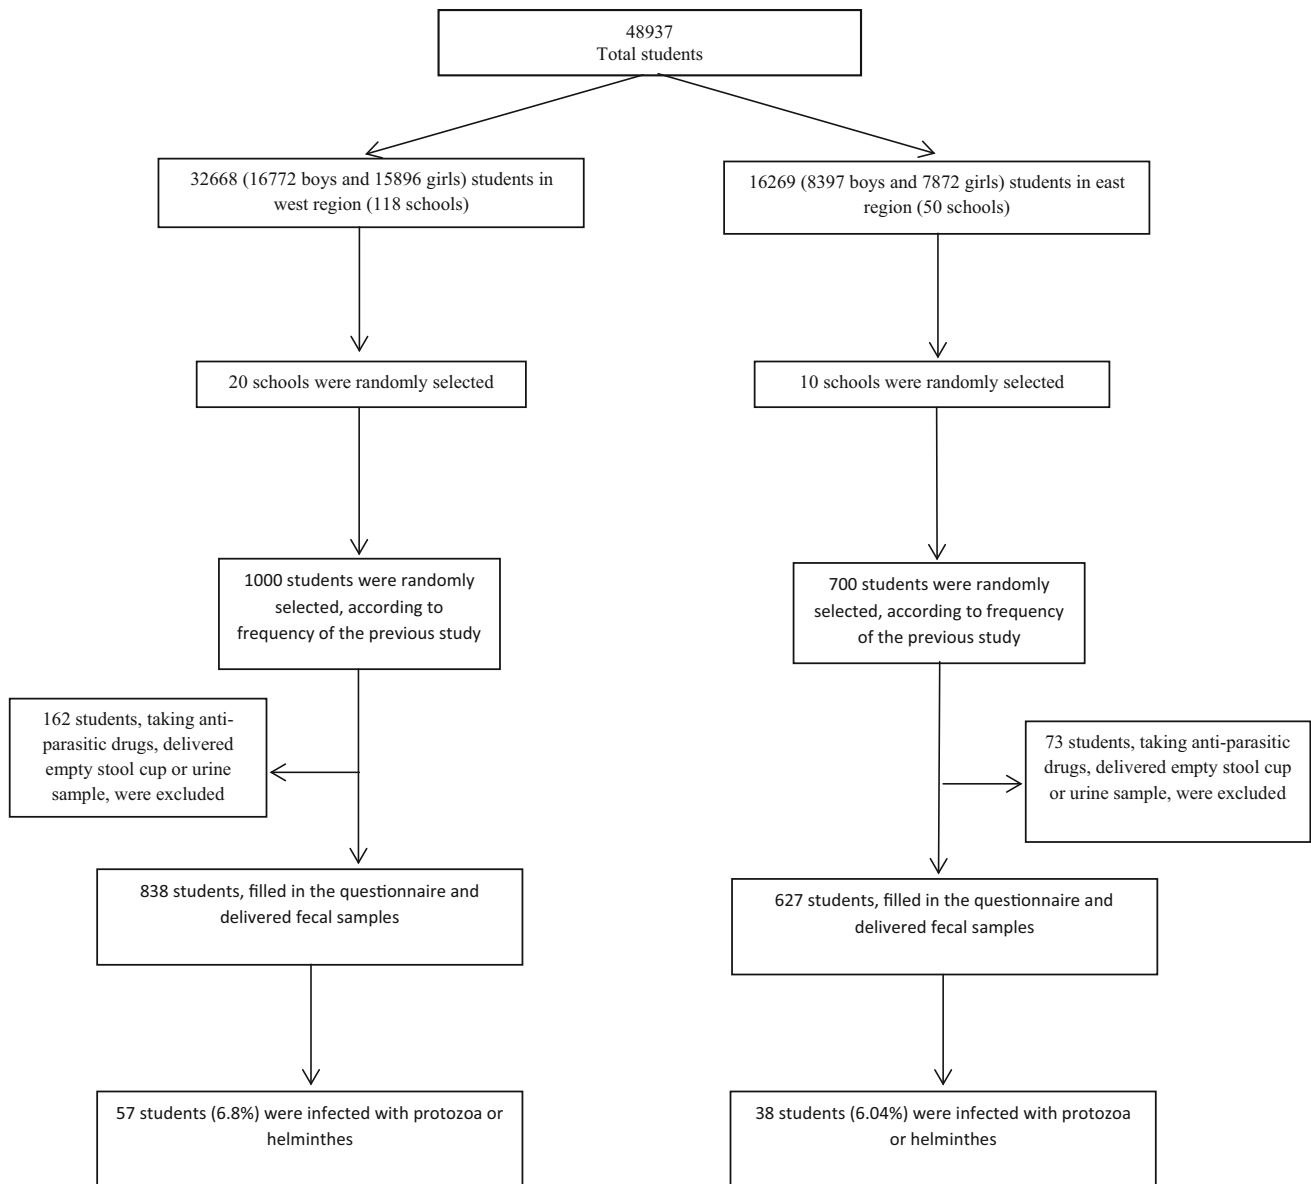 48937
Total students
32668 (16772 boys and 15896 girls) students in
west region (118 schools)
16269 (8397 boys and 7872 girls) students in east
region (50 schools)
20 schools were randomly selected
10 schools were randomly selected
1000 students were randomly
selected, according to
frequency of the previous study
700 students were randomly
selected, according to frequency
of the previous study
162 students, taking anti-
parasitic drugs, delivered
empty stool cup or urine
sample, were excluded
73 students, taking anti-parasitic
drugs, delivered empty stool cup
or urine sample, were excluded
838 students, filled in the questionnaire and
delivered fecal samples
627 students, filled in the questionnaire and
delivered fecal samples
57 students (6.8%) were infected with protozoa or
helminthes
38 students (6.04%) were infected with protozoa
or helminthes